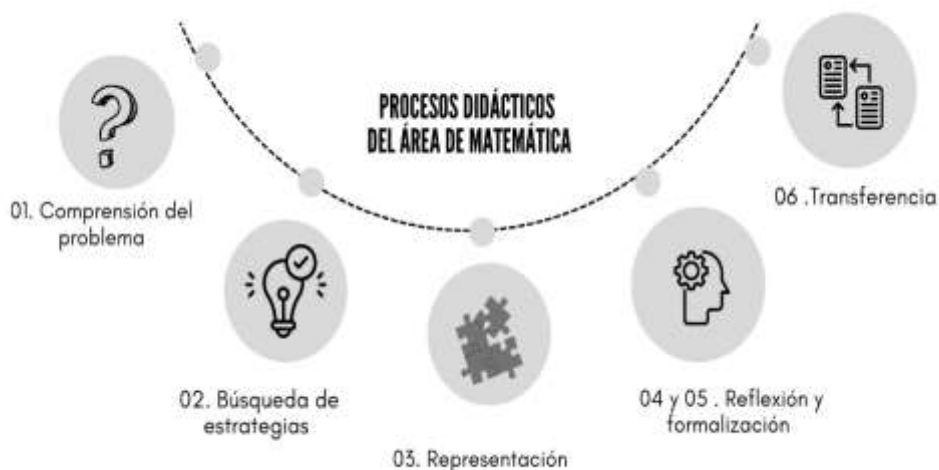 PROCESOS DIDÁCTICOS
DEL ÁREA DE MATEMÁTICA
01. Comprensión del
problema
02. Búsqueda de
estrategias
03. Representación
04 y 05 . Reflexión y
formalización
06 .Transferencia